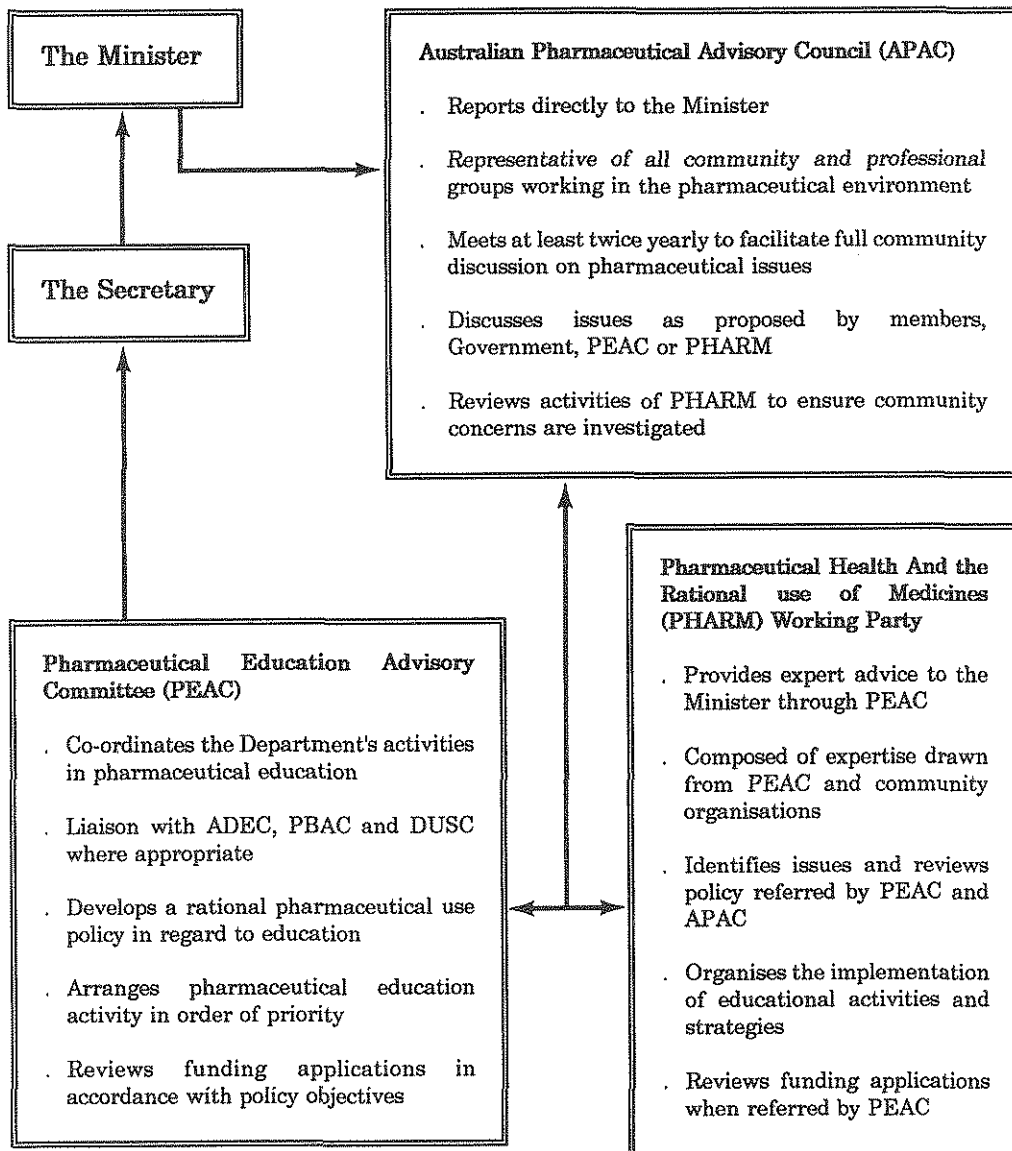 The Minister
Australian Pharmaceutical Advisory Council (APAC)
. Reports directly to the Minister
. Representative of all community and professional
groups working in the pharmaceutical environment
. Meets at least twice yearly to facilitate full community
discussion on pharmaceutical issues
. Discusses issues as proposed by members,
Government, PEAC or PHARM
. Reviews activities of PHARM to ensure community
concerns are investigated
The Secretary
Pharmaceutical Education Advisory
Committee (PEAC)
. Co-ordinates the Department's activities
in pharmaceutical education
. Liaison with ADEC, PBAC and DUSC
where appropriate
. Develops a rational pharmaceutical use
policy in regard to education
. Arranges pharmaceutical education
activity in order of priority
. Reviews funding applications in
accordance with policy objectives
Pharmaceutical Health And the
Rational use of Medicines
(PHARM) Working Party
. Provides expert advice to the
Minister through PEAC
. Composed of expertise drawn
from PEAC and community
organisations
. Identifies issues and reviews
policy referred by PEAC and
APAC
. Organises the implementation
of educational activities and
strategies
. Reviews funding applications
when referred by PEAC